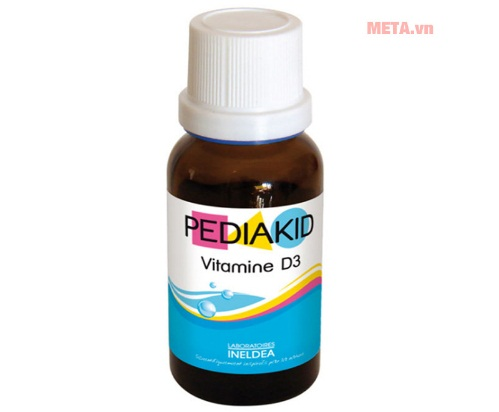 META.vn
PEDIAKID
Vitamine D3
LABORATOIRES
INELDEA